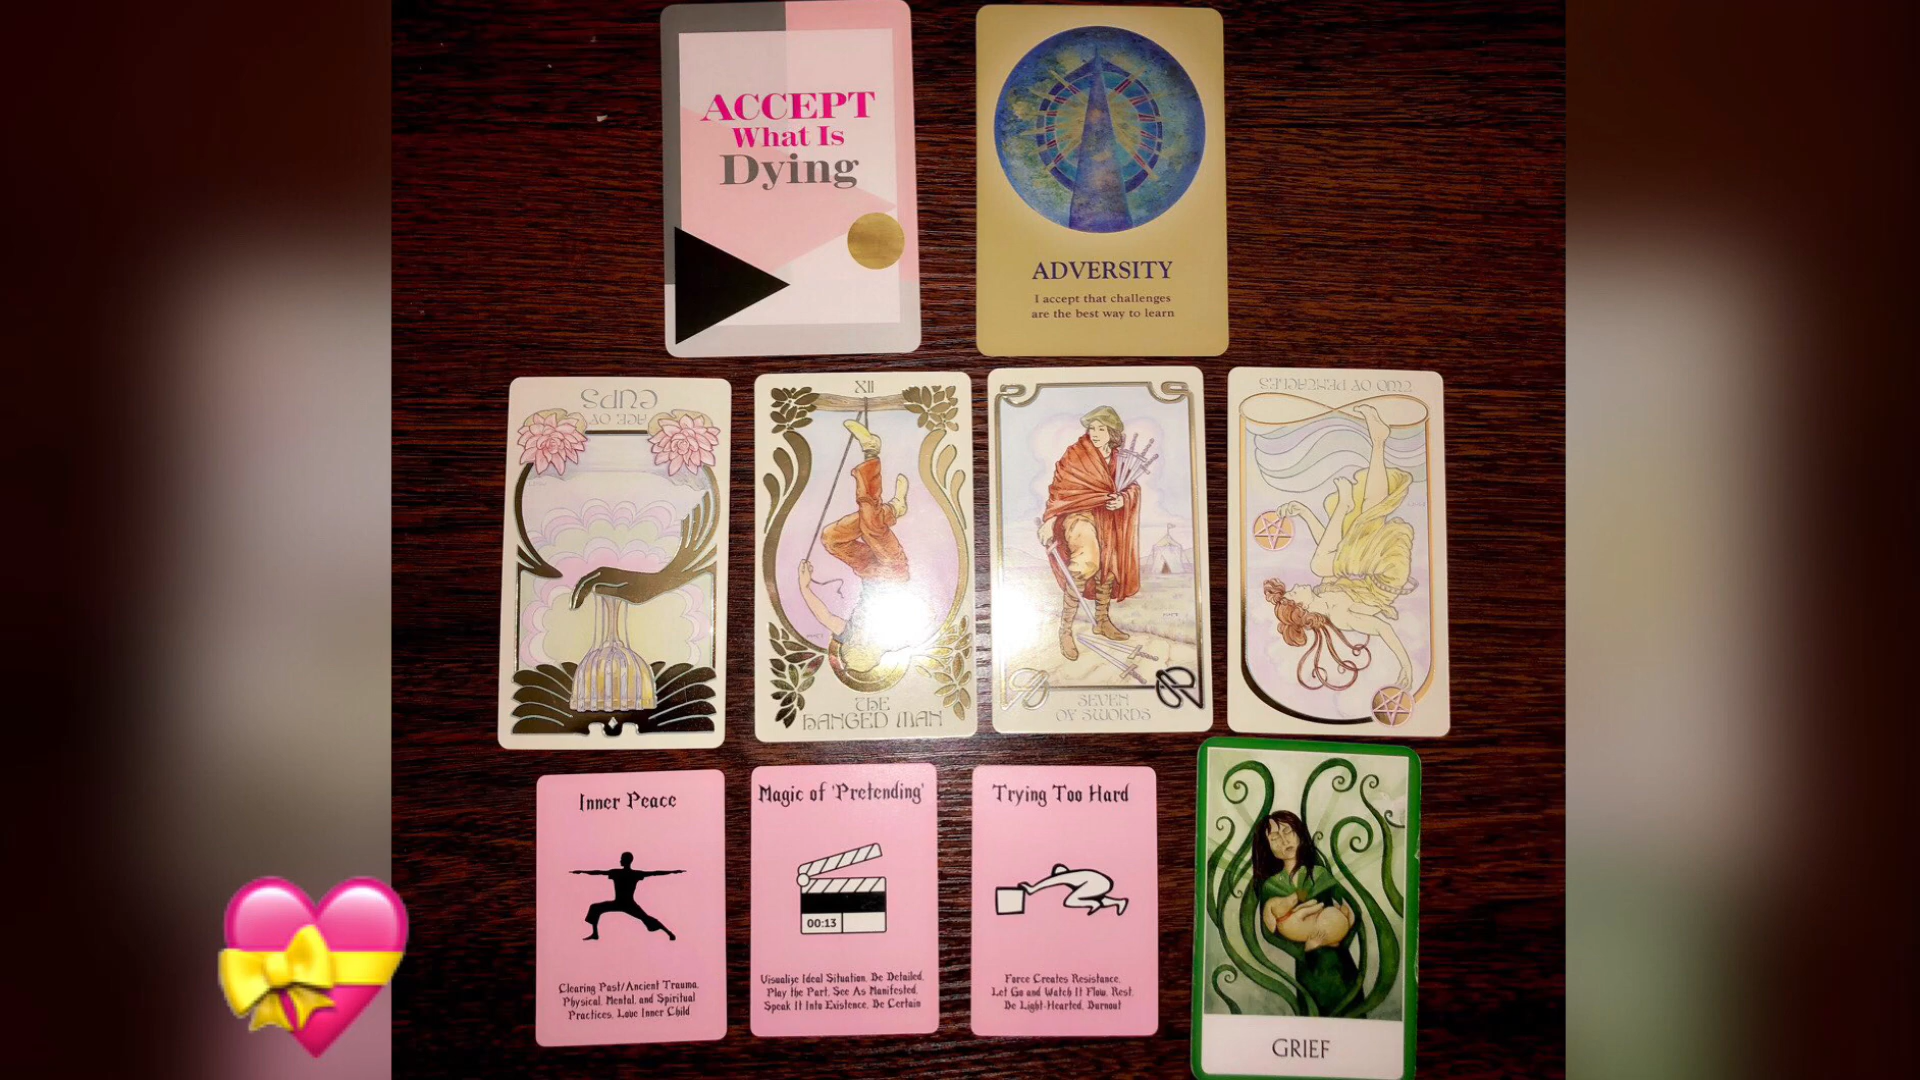 ACCEPT
What Is
Dying
ADVERSITY
I accept that challenges
are the best way to learn
ACE OF
CUPS
XII
THE
HANGED MAN
SEVEN
OF SWORDS
TWO OF PENTACLES
Inner Peace
Clearing Past/Ancient Trauma,
Physical, Mental, and Spiritual
Practices, Love Inner Child
Magic of 'Pretending'
00:13
Visualize Ideal Situation, Be Detailed,
Play the Part, See As Manifested,
Speak It Into Existence, Be Certain
Trying Too Hard
Force Creates Resistance,
Let Go and Watch It Flow, Rest,
Be Light-Hearted, Burnout
GRIEF